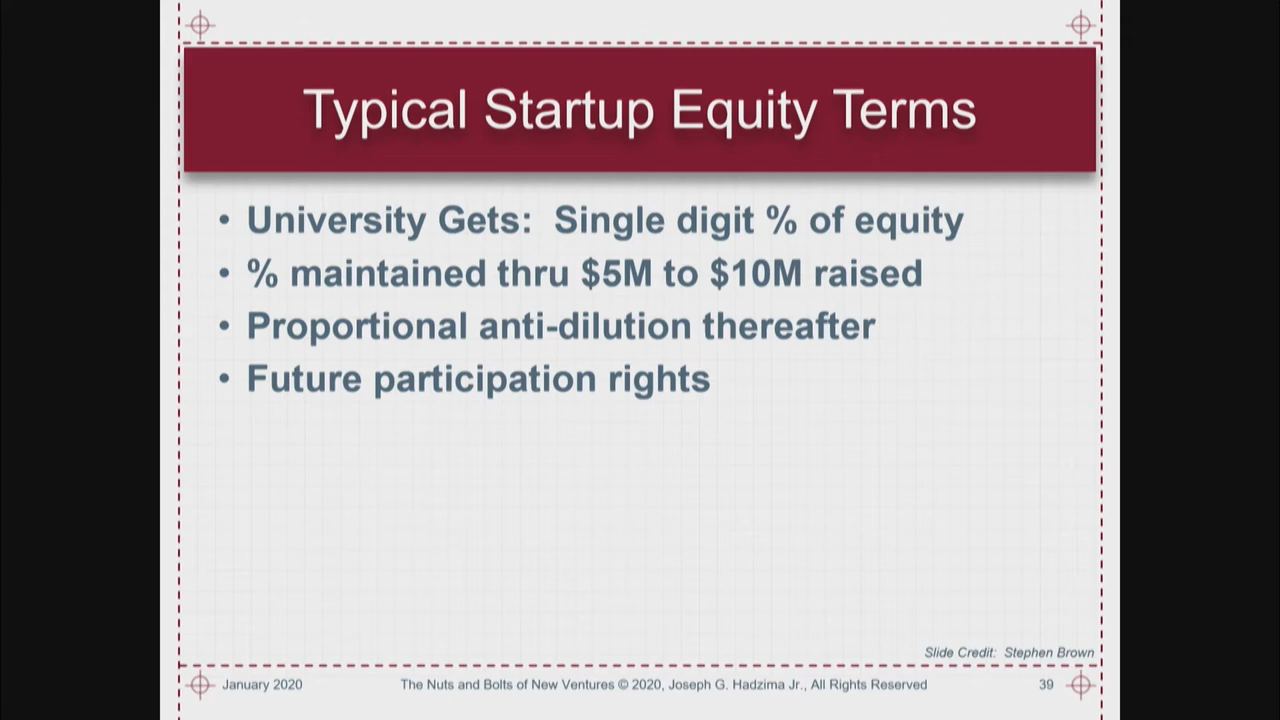 Typical Startup Equity Terms
• University Gets:  Single digit % of equity
• % maintained thru $5M to $10M raised
• Proportional anti-dilution thereafter
• Future participation rights
Slide Credit:  Stephen Brown
January 2020
The Nuts and Bolts of New Ventures © 2020, Joseph G. Hadzima Jr., All Rights Reserved
39